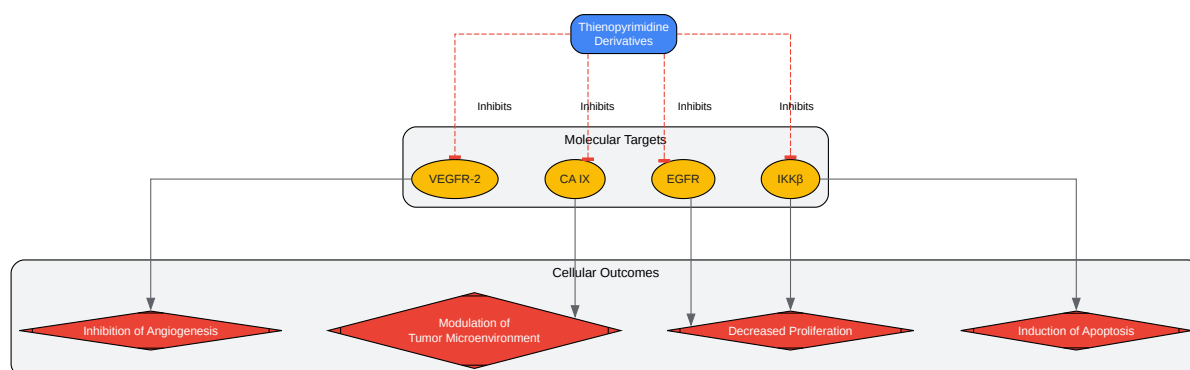 Thienopyrimidine
Derivatives
Inhibits
Inhibits
Inhibits
Inhibits
Molecular Targets
VEGFR-2
CA IX
EGFR
IKKβ
Cellular Outcomes
Inhibition of Angiogenesis
Modulation of
Tumor Microenvironment
Decreased Proliferation
Induction of Apoptosis